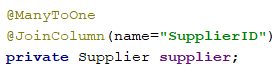 @ManyToOne
@JoinColumn(name="SupplierID")
private Supplier supplier;